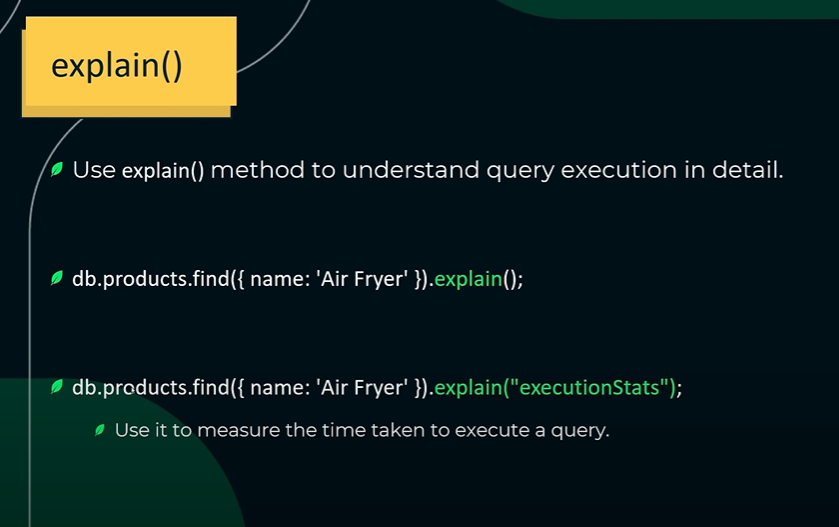 explain()
Use explain() method to understand query execution in detail.
db.products.find({ name: 'Air Fryer' }).explain();
db.products.find({ name: 'Air Fryer' }).explain("executionStats");
Use it to measure the time taken to execute a query.